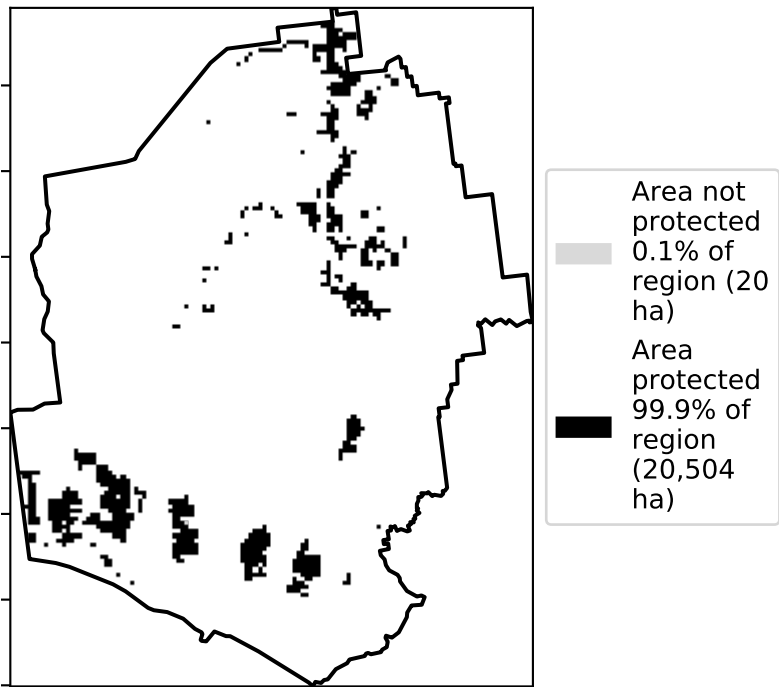 Area not
protected
0.1% of
region (20
ha)
Area
protected
99.9% of
region
(20,504
ha)